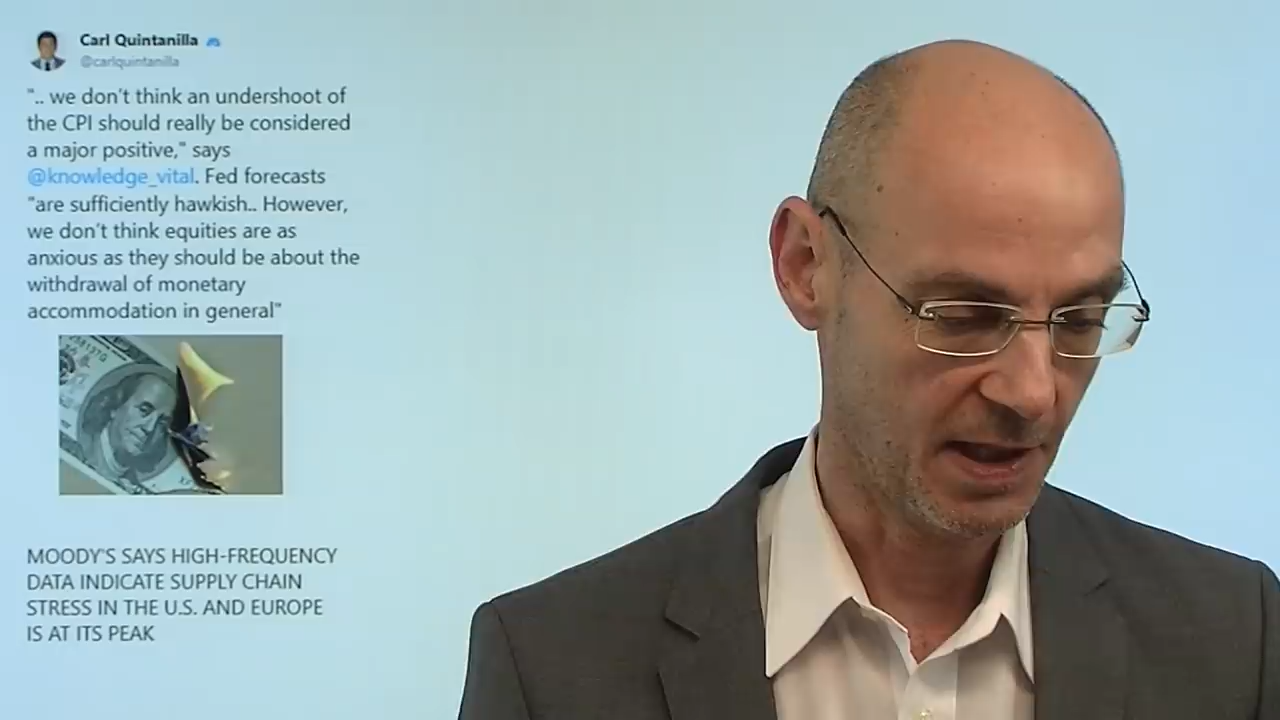 Carl Quintanilla
@carlquintanilla
".. we don't think an undershoot of
the CPI should really be considered
a major positive," says
@knowledge_vital. Fed forecasts
"are sufficiently hawkish.. However,
we don't think equities are as
anxious as they should be about the
withdrawal of monetary
accommodation in general"
MOODY'S SAYS HIGH-FREQUENCY
DATA INDICATE SUPPLY CHAIN
STRESS IN THE U.S. AND EUROPE
IS AT ITS PEAK